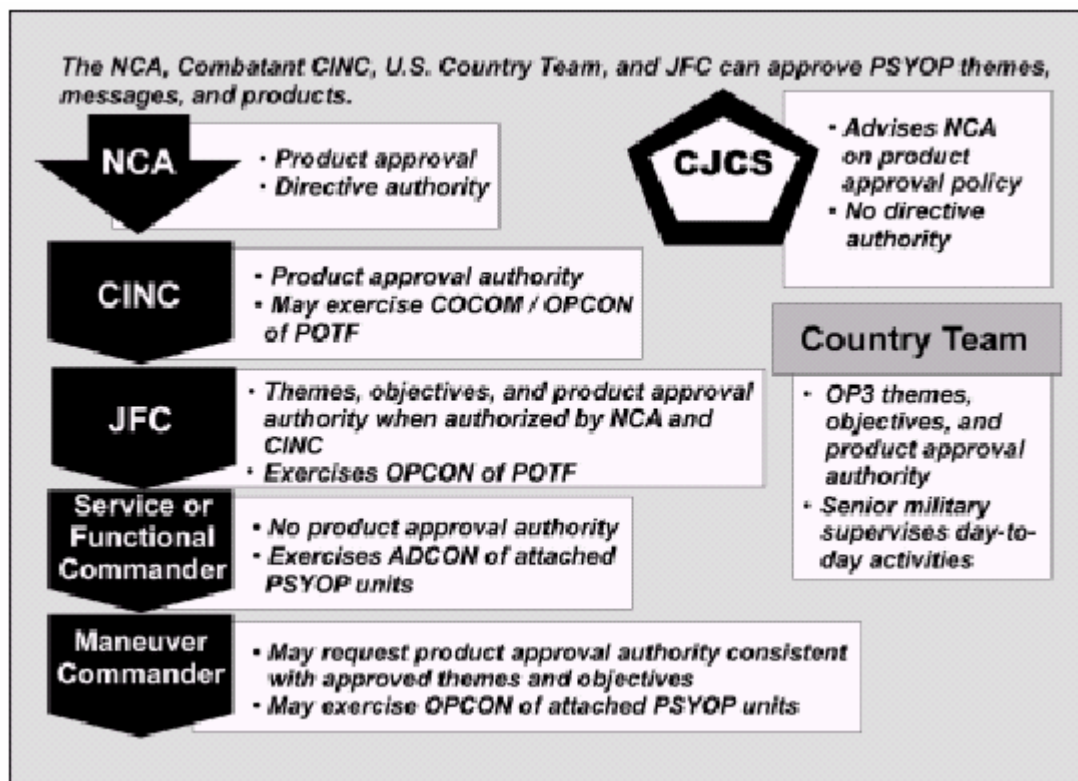 The NCA, Combatant CINC, U.S. Country Team, and JFC can approve PSYOP themes,
messages, and products.
NCA
• Product approval
• Directive authority
CJCS
• Advises NCA
on product
approval policy
• No directive
authority
CINC
• Product approval authority
• May exercise COCOM / OPCON
of POTF
Country Team
• OP3 themes,
objectives, and
product approval
authority
• Senior military
supervises day-to-
day activities
JFC
• Themes, objectives, and product approval
authority when authorized by NCA and
CINC
• Exercises OPCON of POTF
Service or
Functional
Commander
• No product approval authority
• Exercises ADCON of attached
PSYOP units
Maneuver
Commander
• May request product approval authority consistent
with approved themes and objectives
• May exercise OPCON of attached PSYOP units